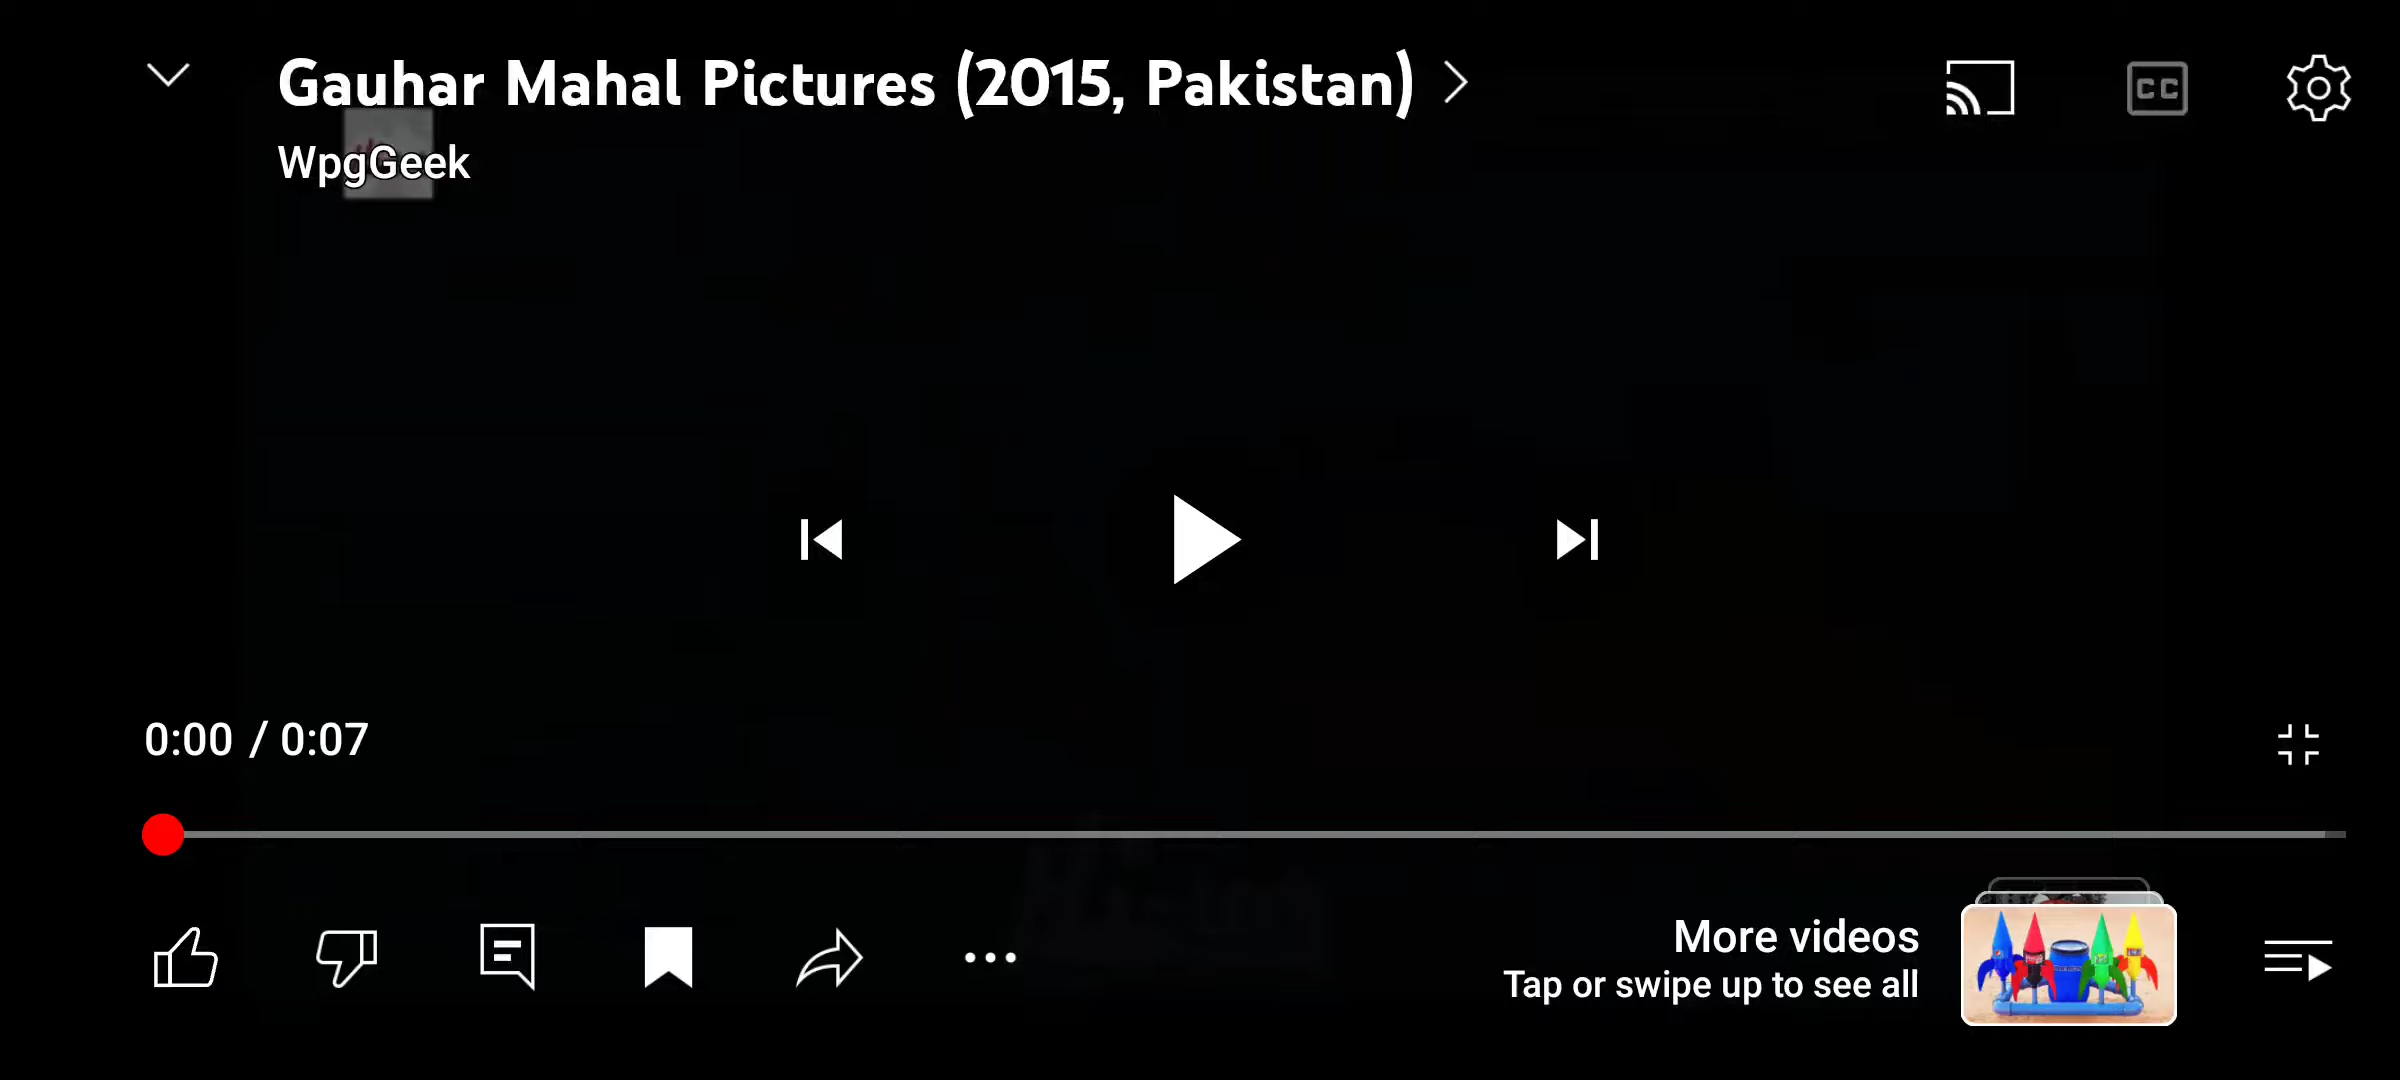 Gauhar Mahal Pictures (2015, Pakistan)
WpgGeek
CC
0:00 / 0:07
More videos
Tap or swipe up to see all